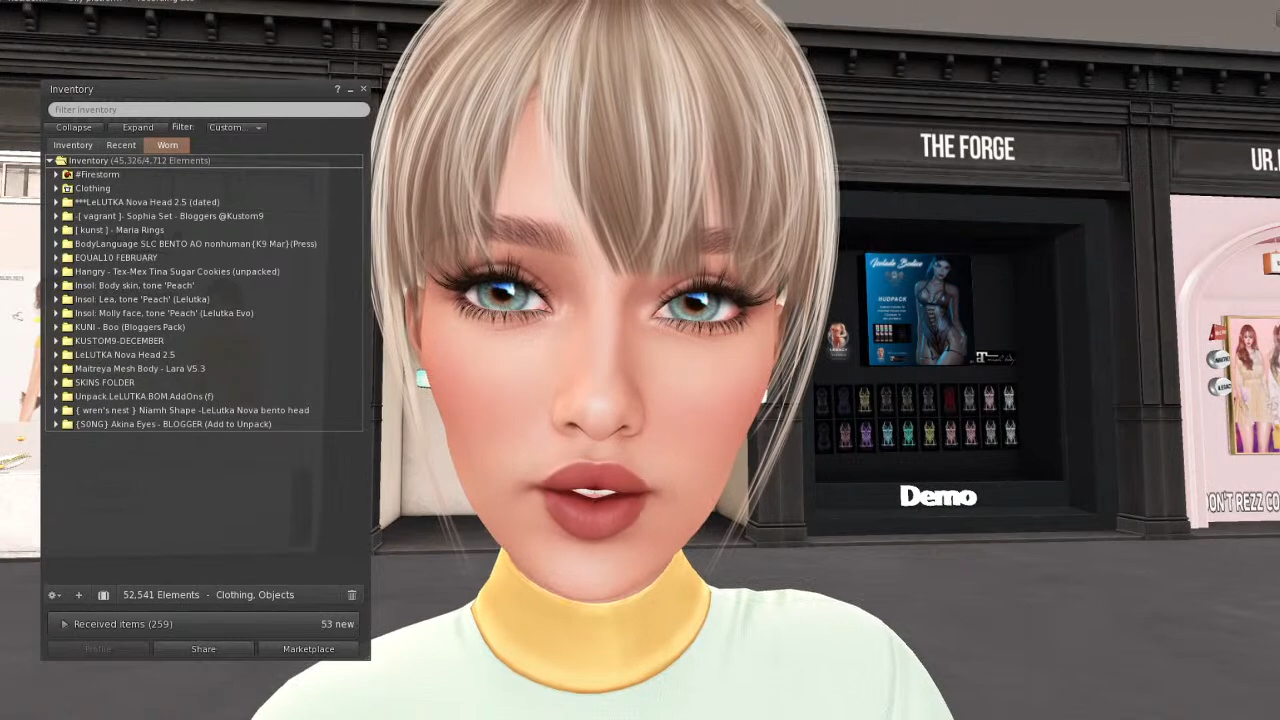 Inventory
Filter Inventory
Collapse Expand Filter: Custom...
Inventory Recent Worn
Inventory (45,326/4,712 Elements)
#Firestorm
Clothing
***LeLUTKA Nova Head 2.5 (dated)
-[ vagrant ]- Sophia Set - Bloggers @Kustom9
[ kunst ] - Maria Rings
BodyLanguage SLC BENTO AO nonhuman{K9 Mar}(Press)
EQUAL10 FEBRUARY
Hangry - Tex-Mex Tina Sugar Cookies (unpacked)
Insol: Body skin, tone 'Peach'
Insol: Lea, tone 'Peach' (Lelutka)
Insol: Molly face, tone 'Peach' (Lelutka Evo)
KUNI - Boo (Bloggers Pack)
KUSTOM9-DECEMBER
LeLUTKA Nova Head 2.5
Maitreya Mesh Body - Lara V5.3
SKINS FOLDER
Unpack.LeLUTKA.BOM.AddOns (f)
{ wren's nest } Niamh Shape -LeLutka Nova bento head
{S0NG} Akina Eyes - BLOGGER (Add to Unpack)
52,541 Elements - Clothing, Objects
Received items (259) 53 new
Profile Share Marketplace
THE FORGE
HUDPACK
LEGACY
Demo